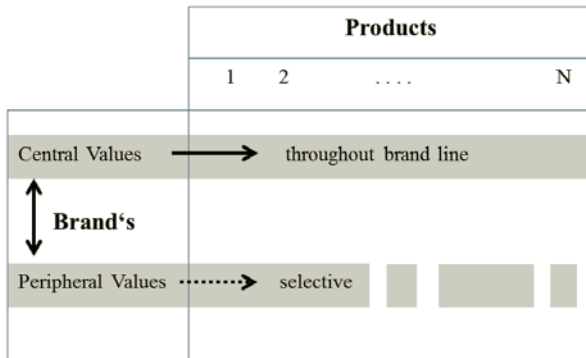 Products
1 2 . . . . N
Central Values throughout brand line
Brand‘s
Peripheral Values selective